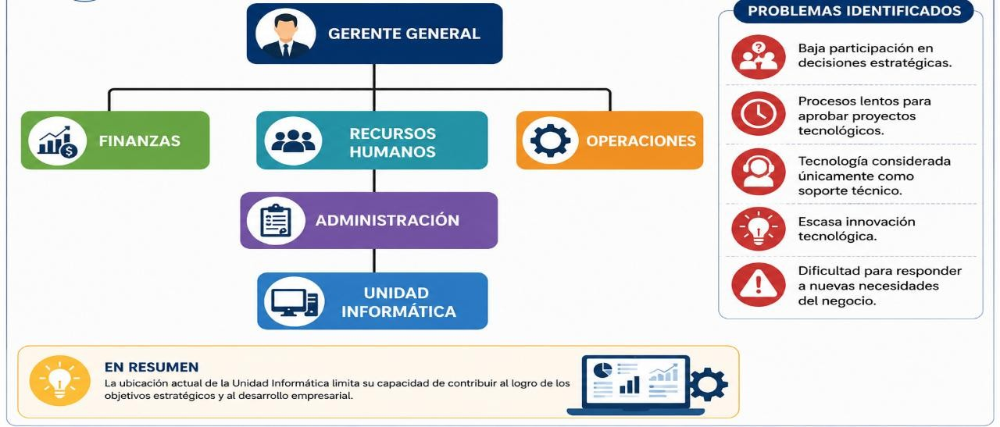 GERENTE GENERAL
FINANZAS
RECURSOS
HUMANOS
OPERACIONES
ADMINISTRACIÓN
UNIDAD
INFORMÁTICA
PROBLEMAS IDENTIFICADOS
Baja participación en
decisiones estratégicas.
Procesos lentos para
aprobar proyectos
tecnológicos.
Tecnología considerada
únicamente como
soporte técnico.
Escasa innovación
tecnológica.
Dificultad para responder
a nuevas necesidades
del negocio.
EN RESUMEN
La ubicación actual de la Unidad Informática limita su capacidad de contribuir al logro de los
objetivos estratégicos y al desarrollo empresarial.